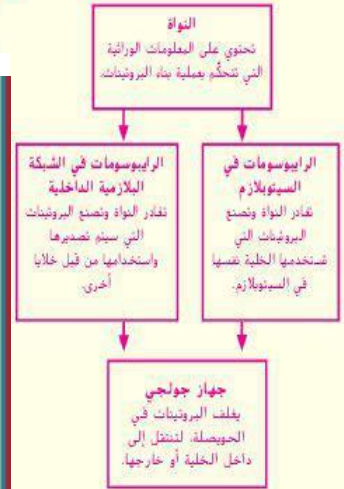 النواة
تحتوي على المعلومات الوراثية
التي تتحكّم بعملية بناء البروتينات.
الرايبوسومات في
السيتوبلازم
تغادر النواة وتصنع
البروتينات التي
تستخدمها الخلية نفسها
في السيتوبلازم.
الرايبوسومات في الشبكة
البلازمية الداخلية
تغادر النواة وتصنع البروتينات
التي سيتم تصديرها
واستخدامها من قبل خلايا
أخرى.
جهاز جولجي
يغلف البروتينات في
الحويصلة، لتنتقل إلى
داخل الخلية أو خارجها.